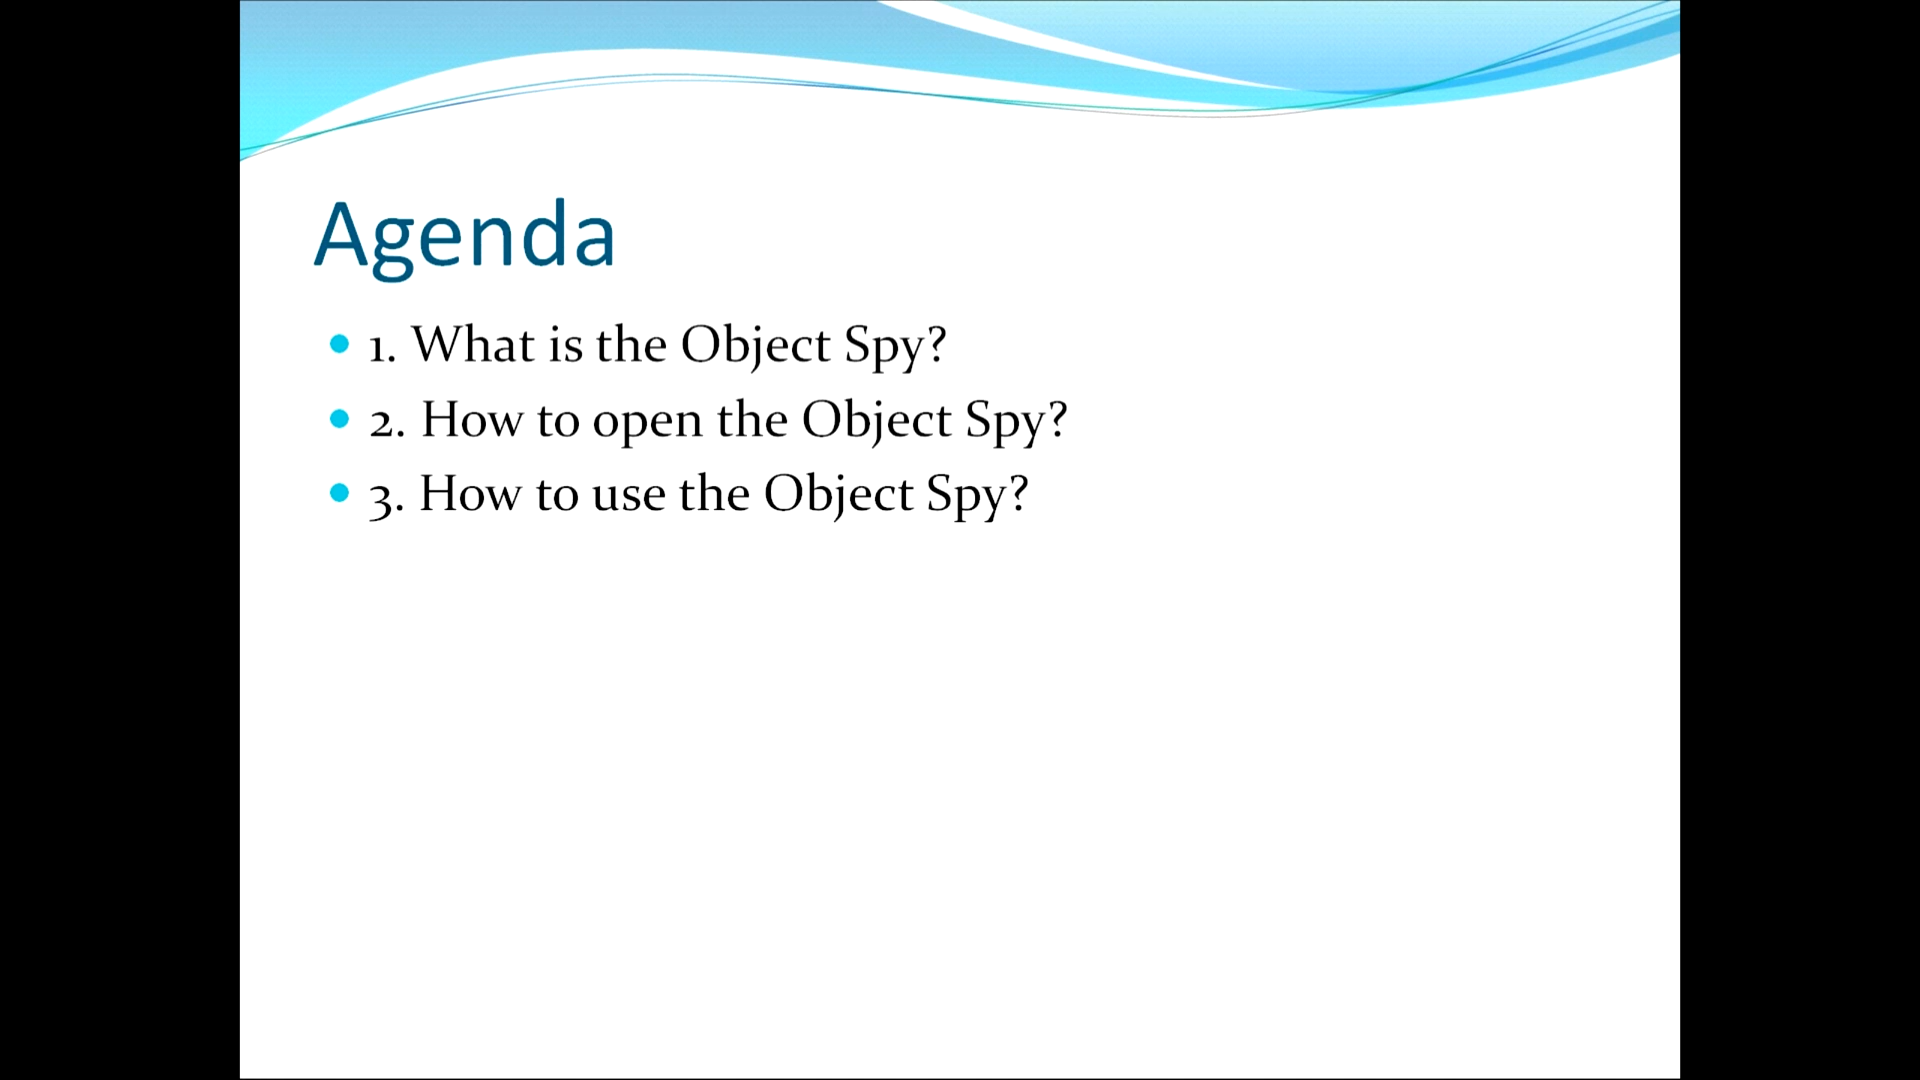 Agenda
1. What is the Object Spy?
2. How to open the Object Spy?
3. How to use the Object Spy?